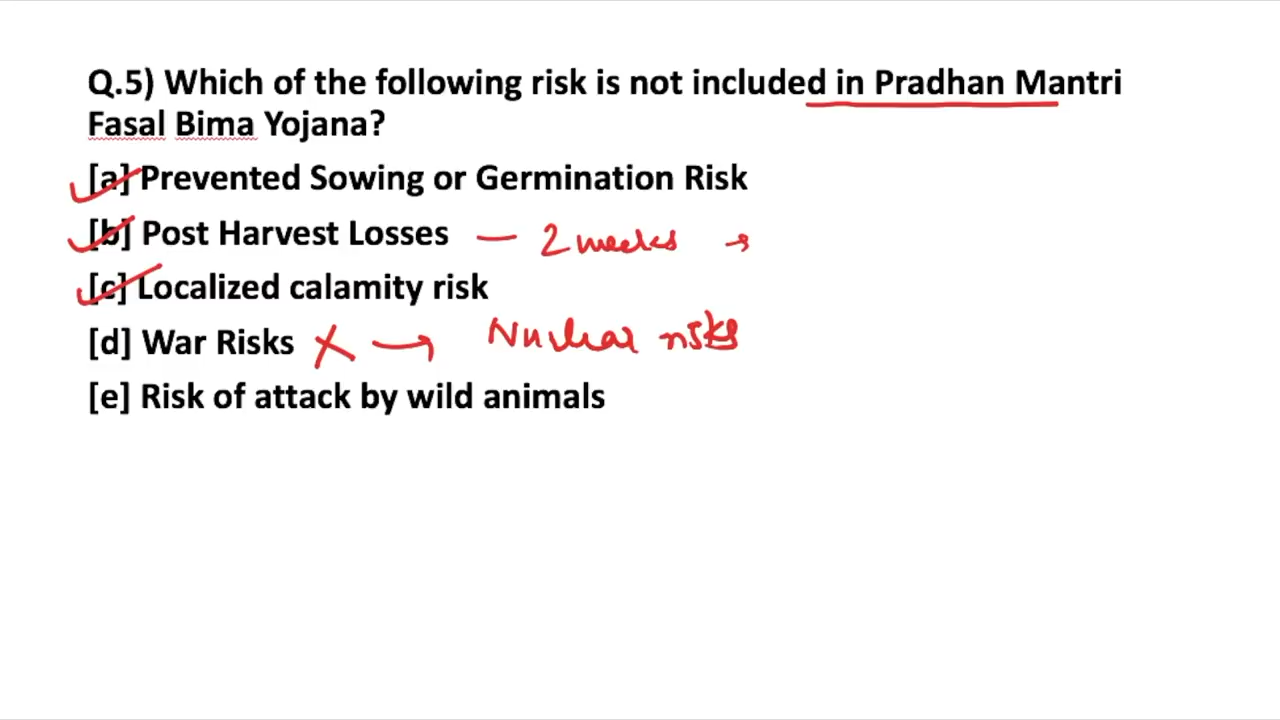 Q.5) Which of the following risk is not included in Pradhan Mantri
Fasal Bima Yojana?
[a] Prevented Sowing or Germination Risk
[b] Post Harvest Losses — 2 weeks →
[c] Localized calamity risk
[d] War Risks ✗ → Nuclear risks
[e] Risk of attack by wild animals